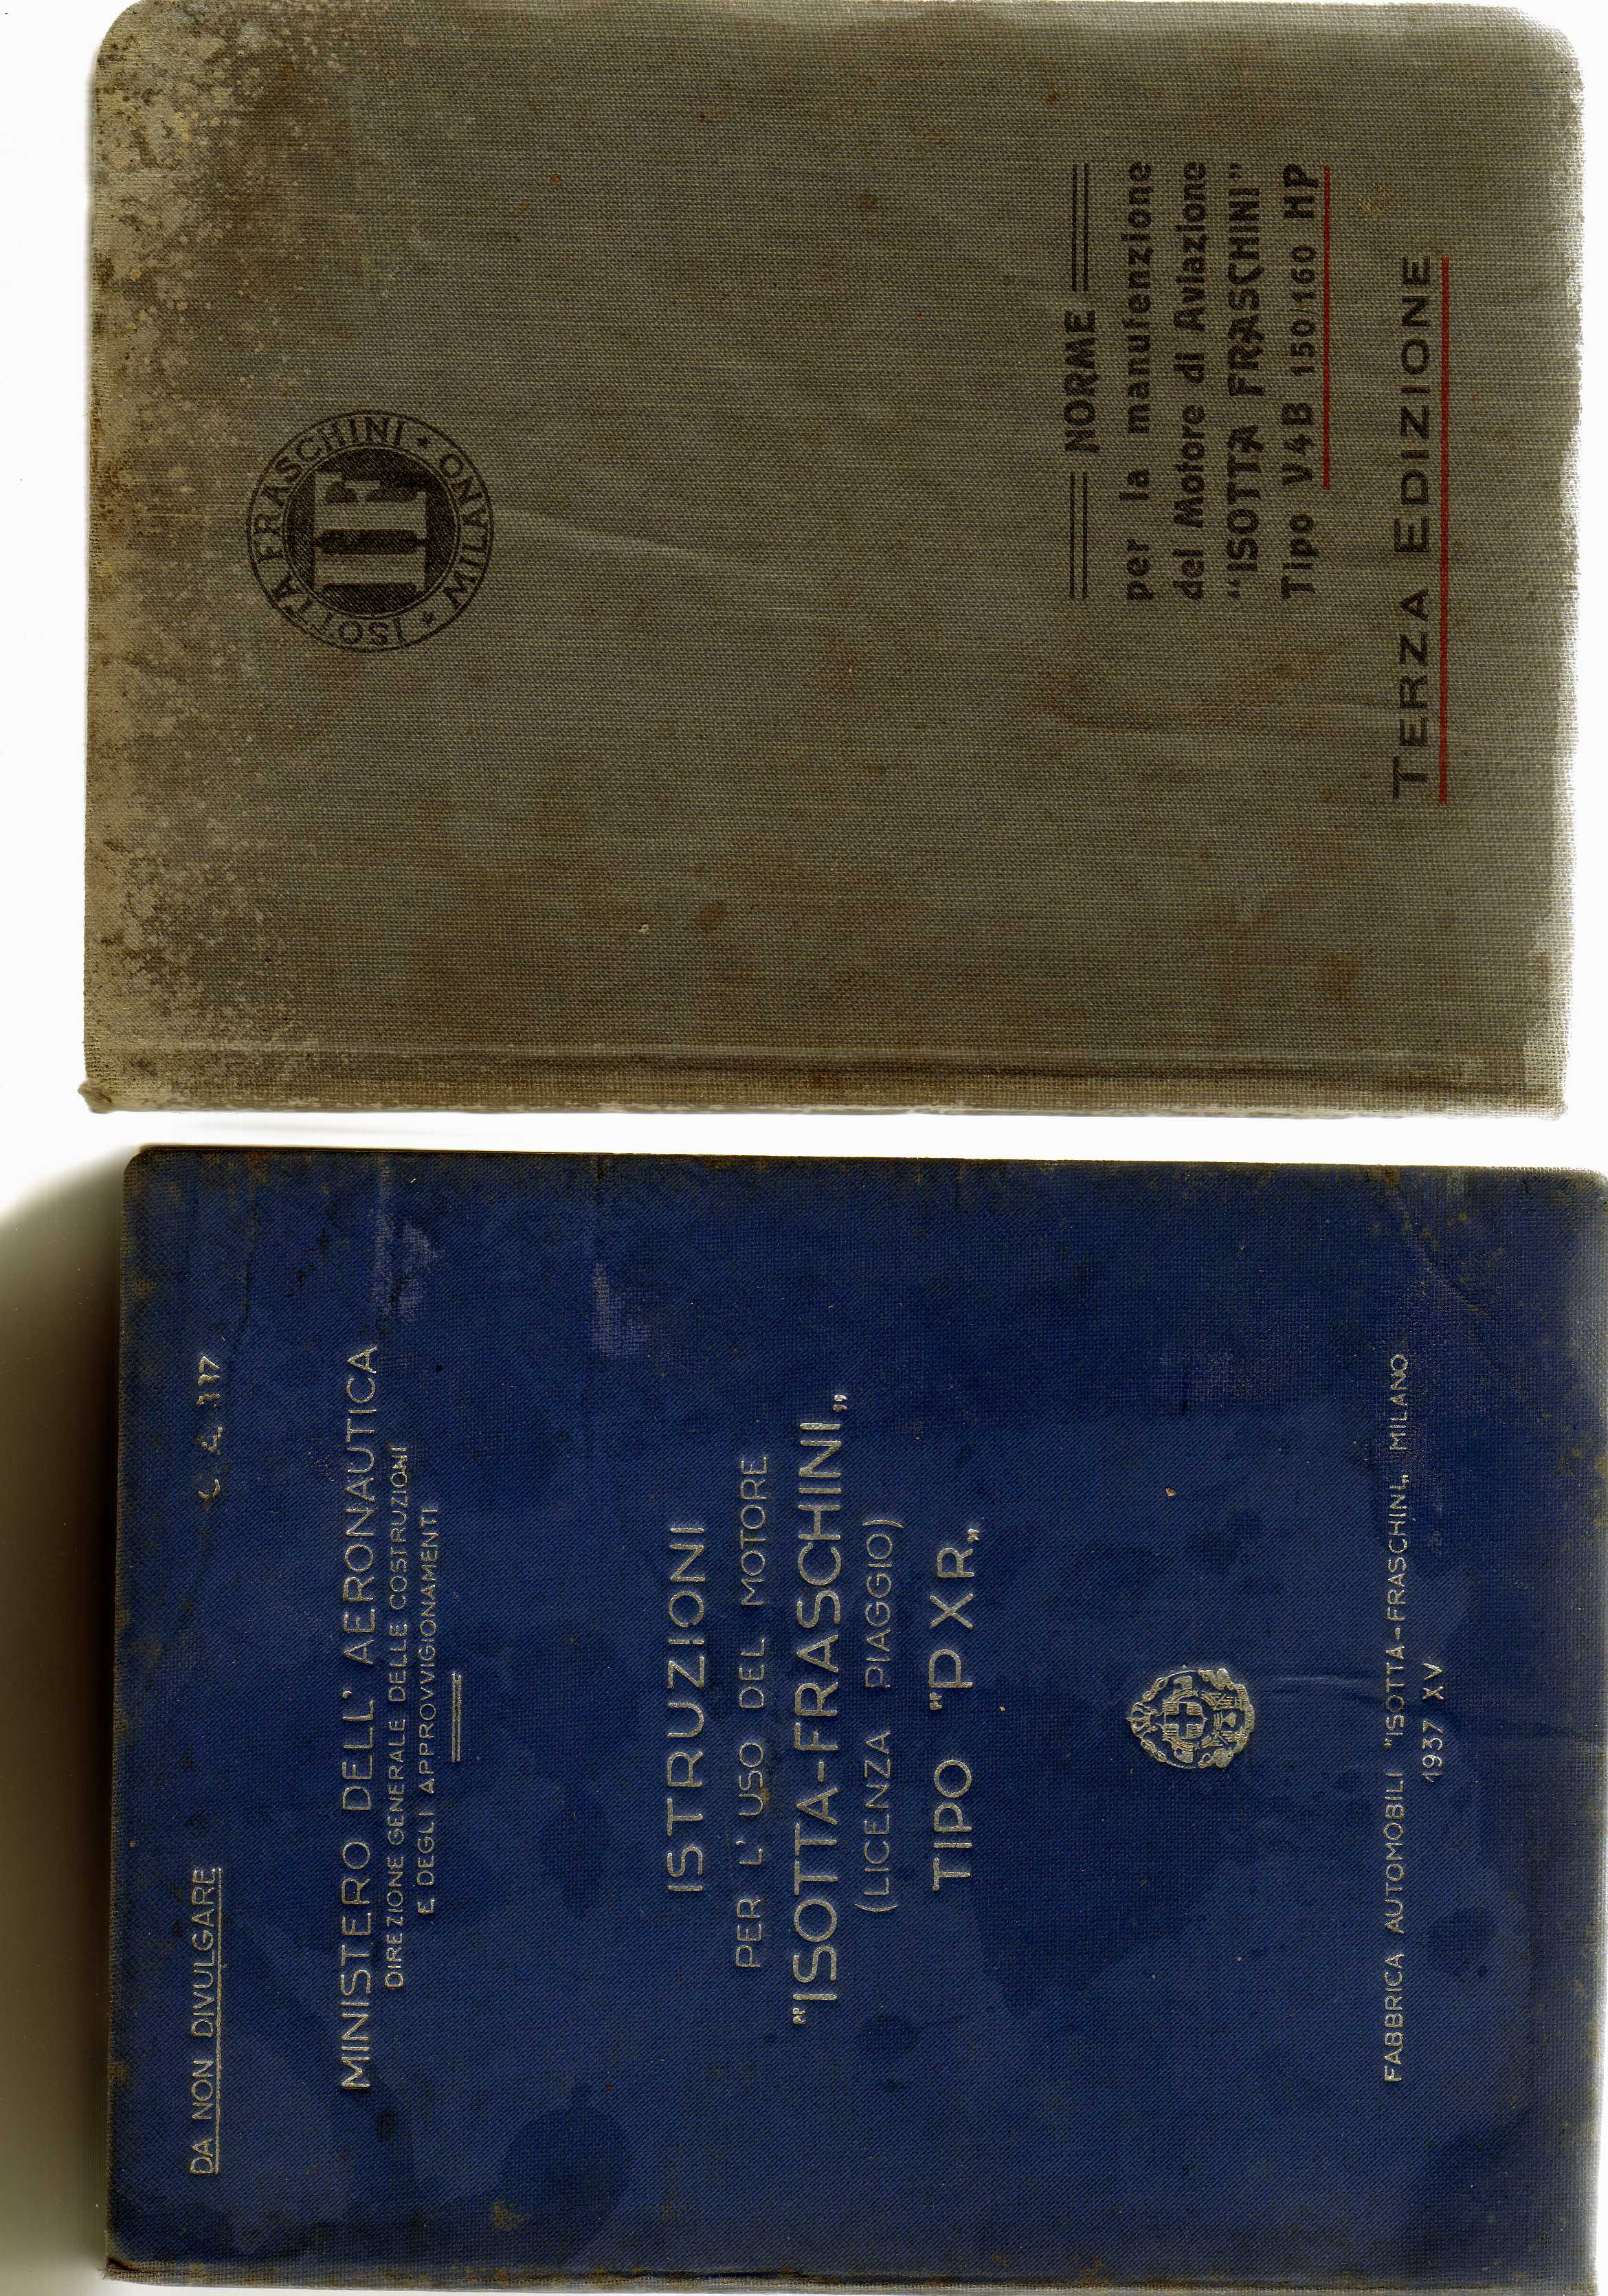 ISOTTA FRASCHINI * MILANO *
IF
NORME
per la manutenzione
del Motore di Aviazione
"ISOTTA FRASCHINI"
Tipo V4B 150/160 HP
TERZA EDIZIONE
DA NON DIVULGARE
C. A. 337
MINISTERO DELL' AERONAUTICA
DIREZIONE GENERALE DELLE COSTRUZIONI
E DEGLI APPROVVIGIONAMENTI
ISTRUZIONI
PER L' USO DEL MOTORE
"ISOTTA-FRASCHINI„
(LICENZA PIAGGIO)
TIPO "P X R„
FABBRICA AUTOMOBILI "ISOTTA-FRASCHINI„ MILANO
1937 XV